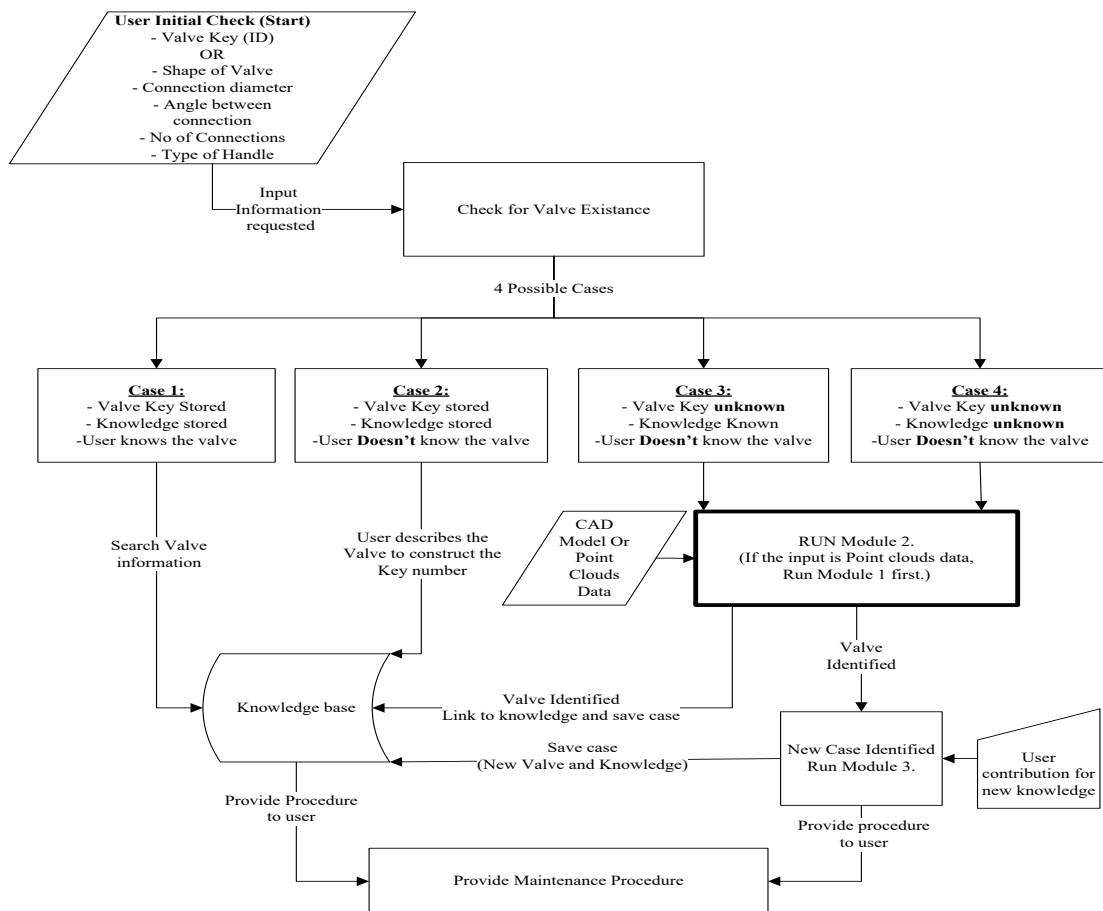 User Initial Check (Start)
- Valve Key (ID)
OR
- Shape of Valve
- Connection diameter
- Angle between
connection
- No of Connections
- Type of Handle
Input
Information
requested
Check for Valve Existance
4 Possible Cases
Case 1:
- Valve Key Stored
- Knowledge stored
-User knows the valve
Case 2:
- Valve Key stored
- Knowledge stored
-User Doesn't know the valve
Case 3:
- Valve Key unknown
- Knowledge Known
-User Doesn't know the valve
Case 4:
- Valve Key unknown
- Knowledge unknown
-User Doesn't know the valve
Search Valve
information
User describes the
Valve to construct the
Key number
CAD
Model Or
Point
Clouds
Data
RUN Module 2.
(If the input is Point clouds data,
Run Module 1 first.)
Valve
Identified
Knowledge base
Valve Identified
Link to knowledge and save case
Save case
(New Valve and Knowledge)
New Case Identified
Run Module 3.
User
contribution for
new knowledge
Provide Procedure
to user
Provide procedure
to user
Provide Maintenance Procedure